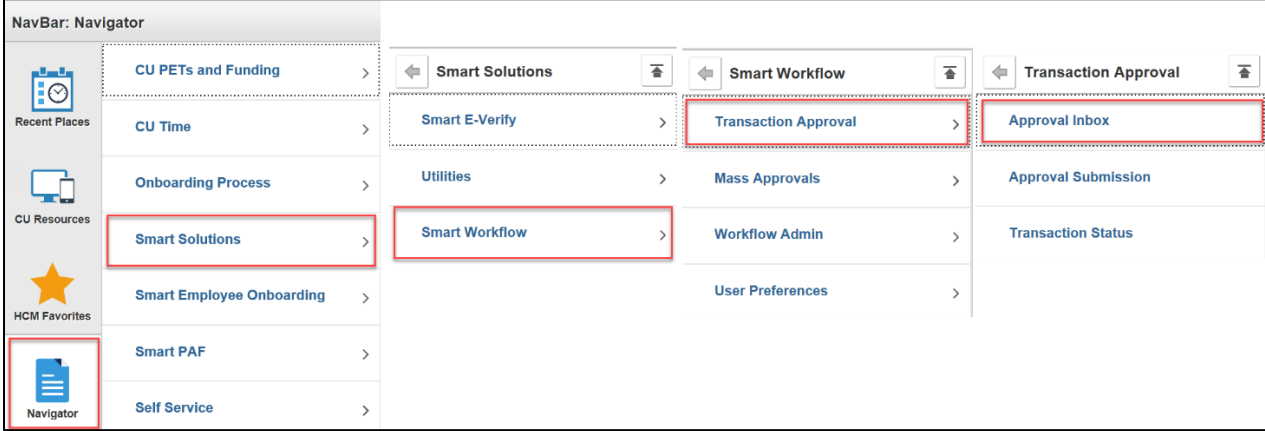 NavBar: Navigator
Recent Places
CU Resources
HCM Favorites
Navigator
CU PETs and Funding
CU Time
Onboarding Process
Smart Solutions
Smart Employee Onboarding
Smart PAF
Self Service
Smart Solutions
Smart E-Verify
Utilities
Smart Workflow
Smart Workflow
Transaction Approval
Mass Approvals
Workflow Admin
User Preferences
Transaction Approval
Approval Inbox
Approval Submission
Transaction Status